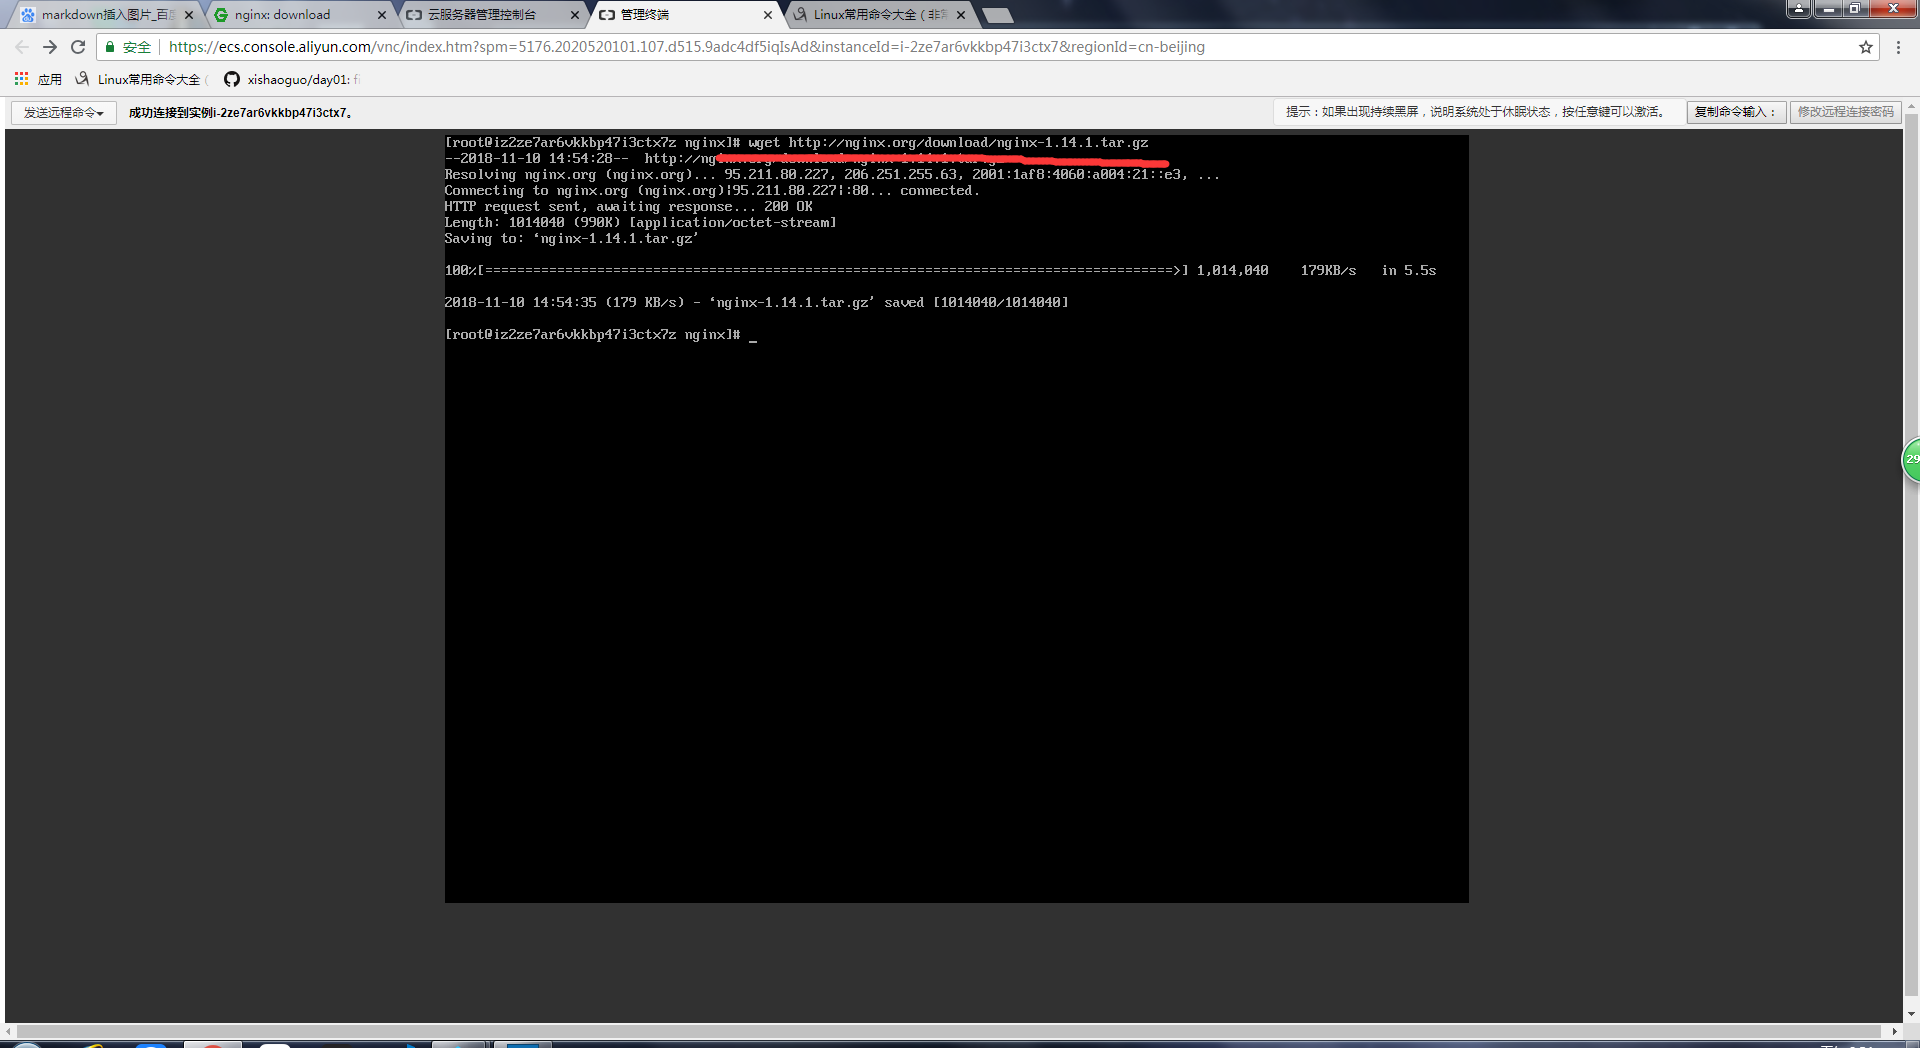 markdown插入图片_百度
nginx: download
云服务器管理控制台
管理终端
Linux常用命令大全（非常
安全
https://ecs.console.aliyun.com/vnc/index.htm?spm=5176.2020520101.107.d515.9adc4df5iqIsAd&instanceId=i-2ze7ar6vkkbp47i3ctx7&regionId=cn-beijing
应用
Linux常用命令大全（
xishaoguo/day01: fi
发送远程命令
成功连接到实例i-2ze7ar6vkkbp47i3ctx7。
提示：如果出现持续黑屏，说明系统处于休眠状态，按任意键可以激活。
复制命令输入：
修改远程连接密码
[root@iz2ze7ar6vkkbp47i3ctx7z nginx]# wget http://nginx.org/download/nginx-1.14.1.tar.gz
--2018-11-10 14:54:28--  http://nginx.org/download/nginx-1.14.1.tar.gz
Resolving nginx.org (nginx.org)... 95.211.80.227, 206.251.255.63, 2001:1af8:4060:a004:21::e3, ...
Connecting to nginx.org (nginx.org)|95.211.80.227|:80... connected.
HTTP request sent, awaiting response... 200 OK
Length: 1014040 (990K) [application/octet-stream]
Saving to: ‘nginx-1.14.1.tar.gz’
100%[======================================================================================>] 1,014,040    179KB/s   in 5.5s
2018-11-10 14:54:35 (179 KB/s) - ‘nginx-1.14.1.tar.gz’ saved [1014040/1014040]
[root@iz2ze7ar6vkkbp47i3ctx7z nginx]# _
29